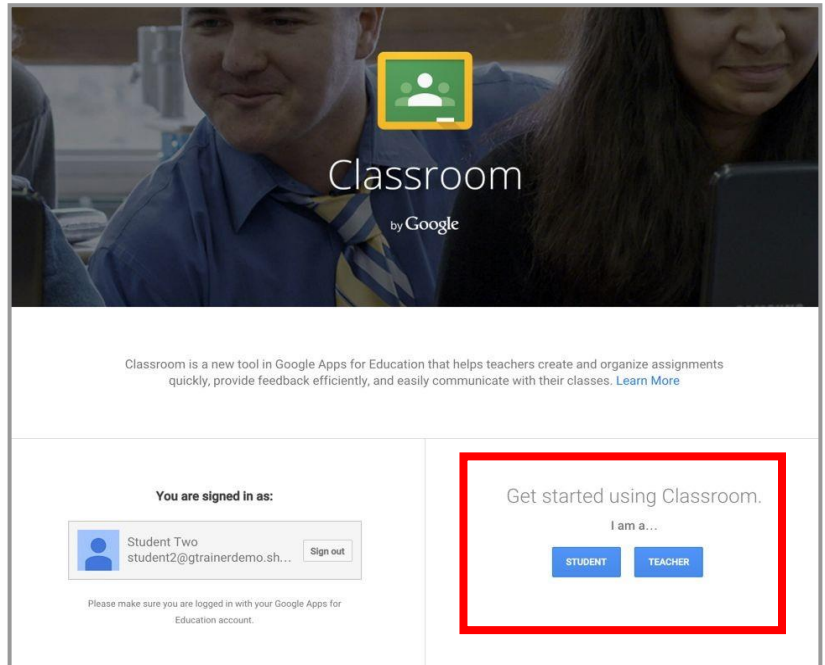 Classroom
by Google
Classroom is a new tool in Google Apps for Education that helps teachers create and organize assignments
quickly, provide feedback efficiently, and easily communicate with their classes. Learn More
You are signed in as:
Student Two
student2@gtrainerdemo.sh...
Sign out
Please make sure you are logged in with your Google Apps for
Education account.
Get started using Classroom.
I am a...
STUDENT
TEACHER